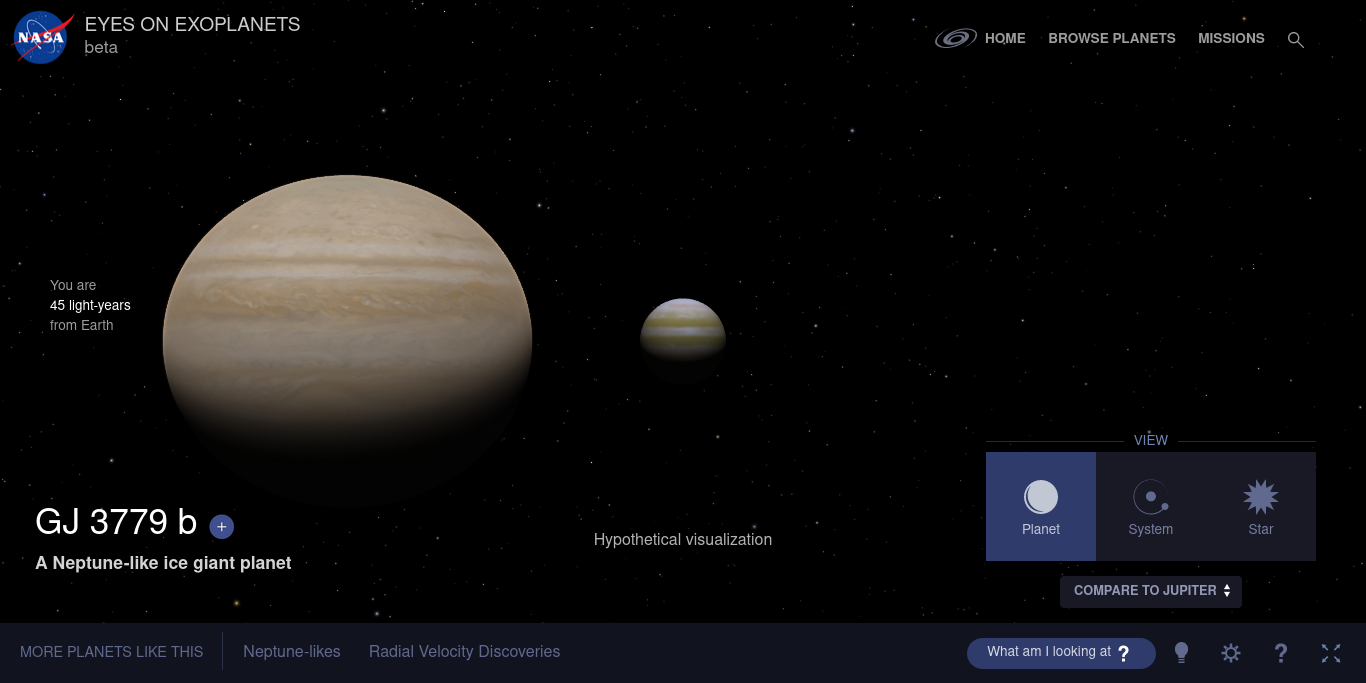 NASA
EYES ON EXOPLANETS
beta
HOME
BROWSE PLANETS
MISSIONS
You are
45 light-years
from Earth
GJ 3779 b +
A Neptune-like ice giant planet
Hypothetical visualization
VIEW
Planet
System
Star
COMPARE TO JUPITER
MORE PLANETS LIKE THIS
Neptune-likes
Radial Velocity Discoveries
What am I looking at ?
?